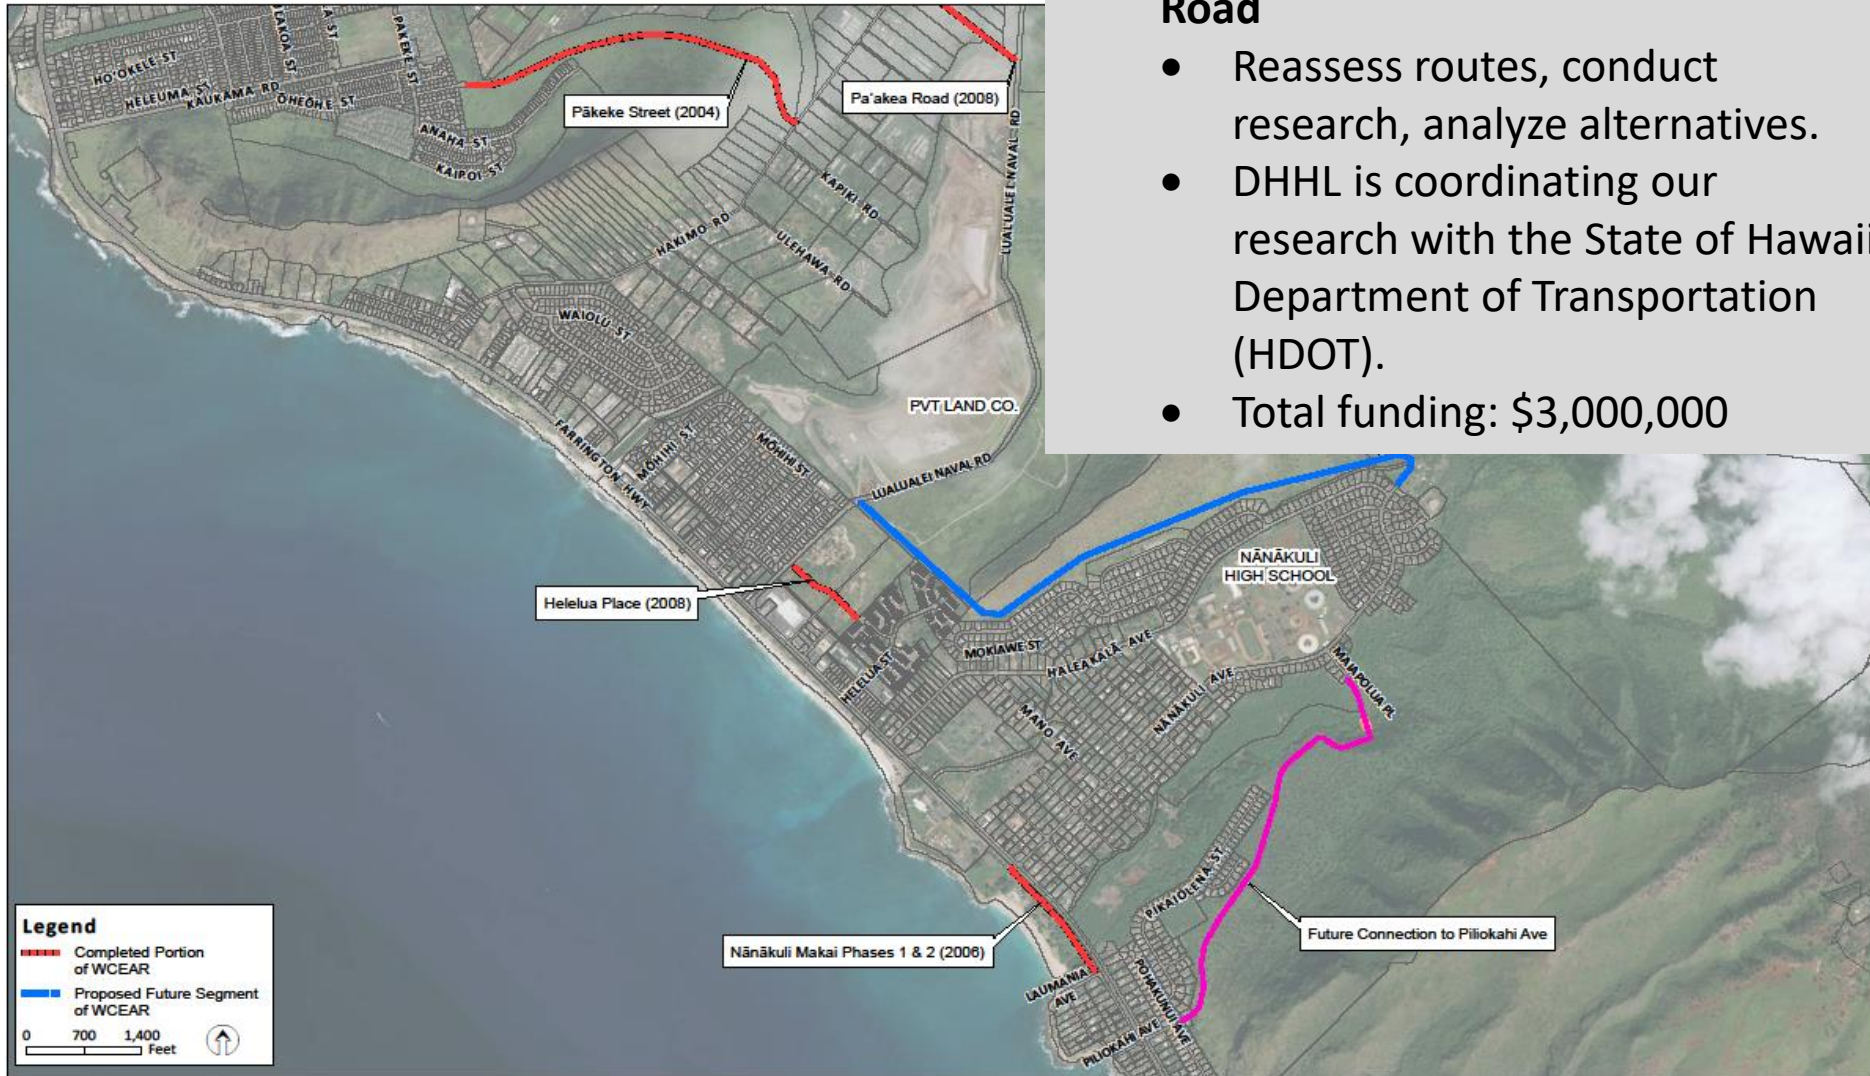 Road
• Reassess routes, conduct
research, analyze alternatives.
• DHHL is coordinating our
research with the State of Hawaii
Department of Transportation
(HDOT).
• Total funding: $3,000,000
HO'OKELE ST
HELEUMA ST
KAUKAMA RD
ŌHEŌHE ST
PAKEKE ST
ANAHA ST
KAIPOI ST
Pākeke Street (2004)
Pa'akea Road (2008)
LUALUALEI NAVAL RD
KAPIKI RD
HAKIMO RD
ULEHAWA RD
WAIOLU ST
PVT LAND CO.
FARRINGTON HWY
MŌHIHI ST
MŌHIHI ST
LUALUALEI NAVAL RD
NĀNĀKULI
HIGH SCHOOL
Helelua Place (2008)
MOKIAWE ST
HALEAKALĀ AVE
HELELUA ST
NĀNĀKULI AVE
MANO AVE
MAIAPOLUA PL
PIKAIOLENA ST
Future Connection to Piliokahi Ave
Nānākuli Makai Phases 1 & 2 (2006)
LAUMANIA
AVE
POHAKUNUI AVE
PILIOKAHI AVE
Legend
Completed Portion
of WCEAR
Proposed Future Segment
of WCEAR
0 700 1,400
Feet